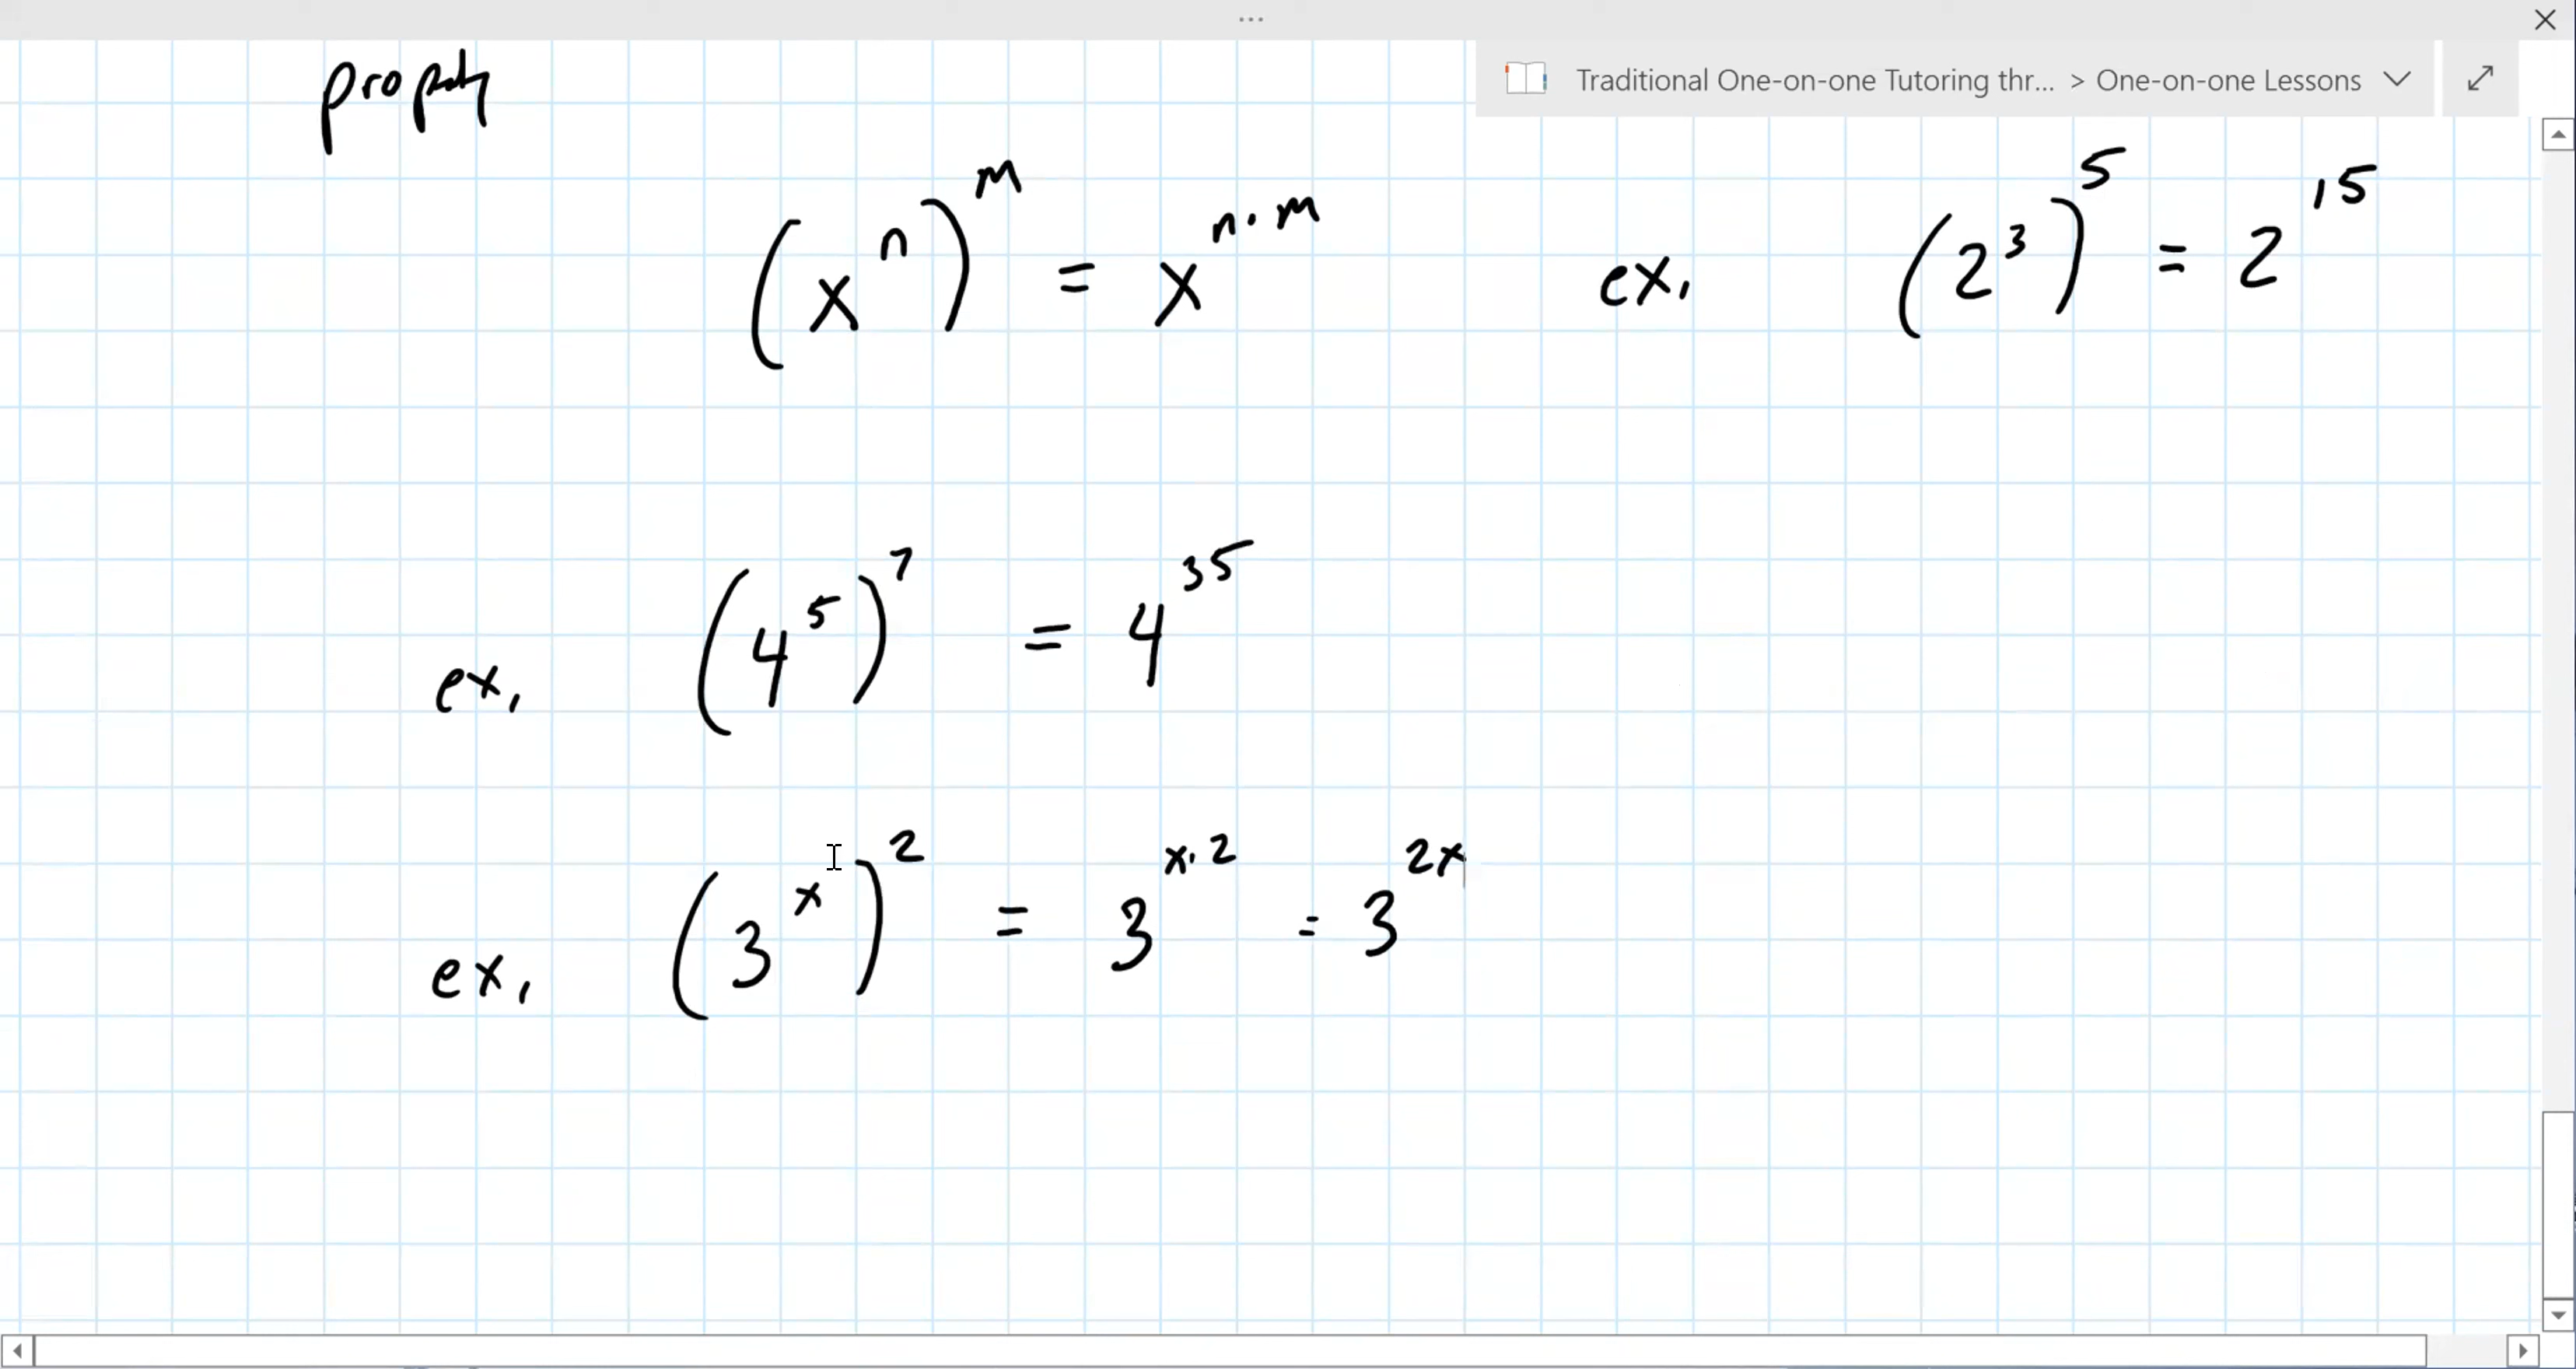 ...
Traditional One-on-one Tutoring thr... > One-on-one Lessons
proply
(x^n)^m = x^{n·m}
ex. (2^3)^5 = 2^{15}
ex. (4^5)^7 = 4^{35}
ex. (3^x)^2 = 3^{x·2} = 3^{2x}